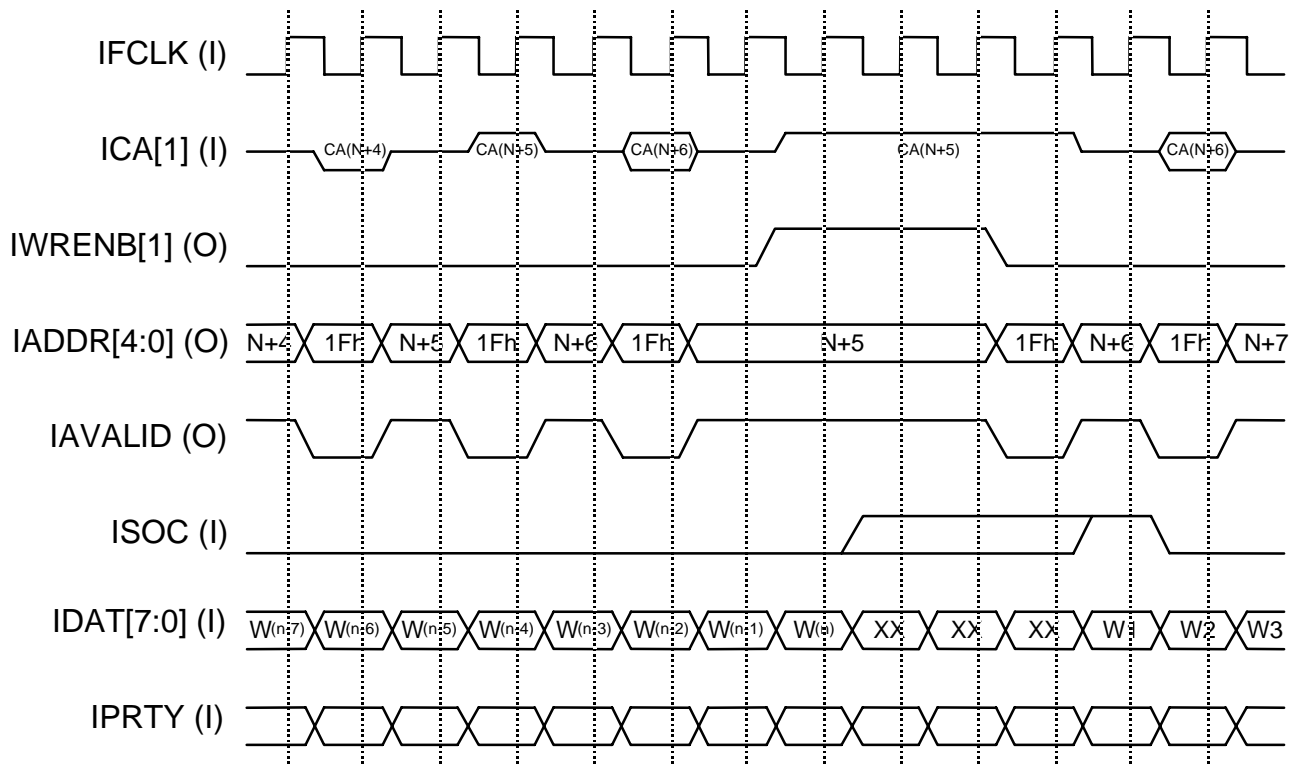 IFCLK (I)
ICA[1] (I) CA(N+4) CA(N+5) CA(N+6) CA(N+5) CA(N+6)
IWRENB[1] (O)
IADDR[4:0] (O) N+4 1Fh N+5 1Fh N+6 1Fh N+5 1Fh N+6 1Fh N+7
IAVALID (O)
ISOC (I)
IDAT[7:0] (I) W(n-7) W(n-6) W(n-5) W(n-4) W(n-3) W(n-2) W(n-1) W(n) XX XX XX W1 W2 W3
IPRTY (I)